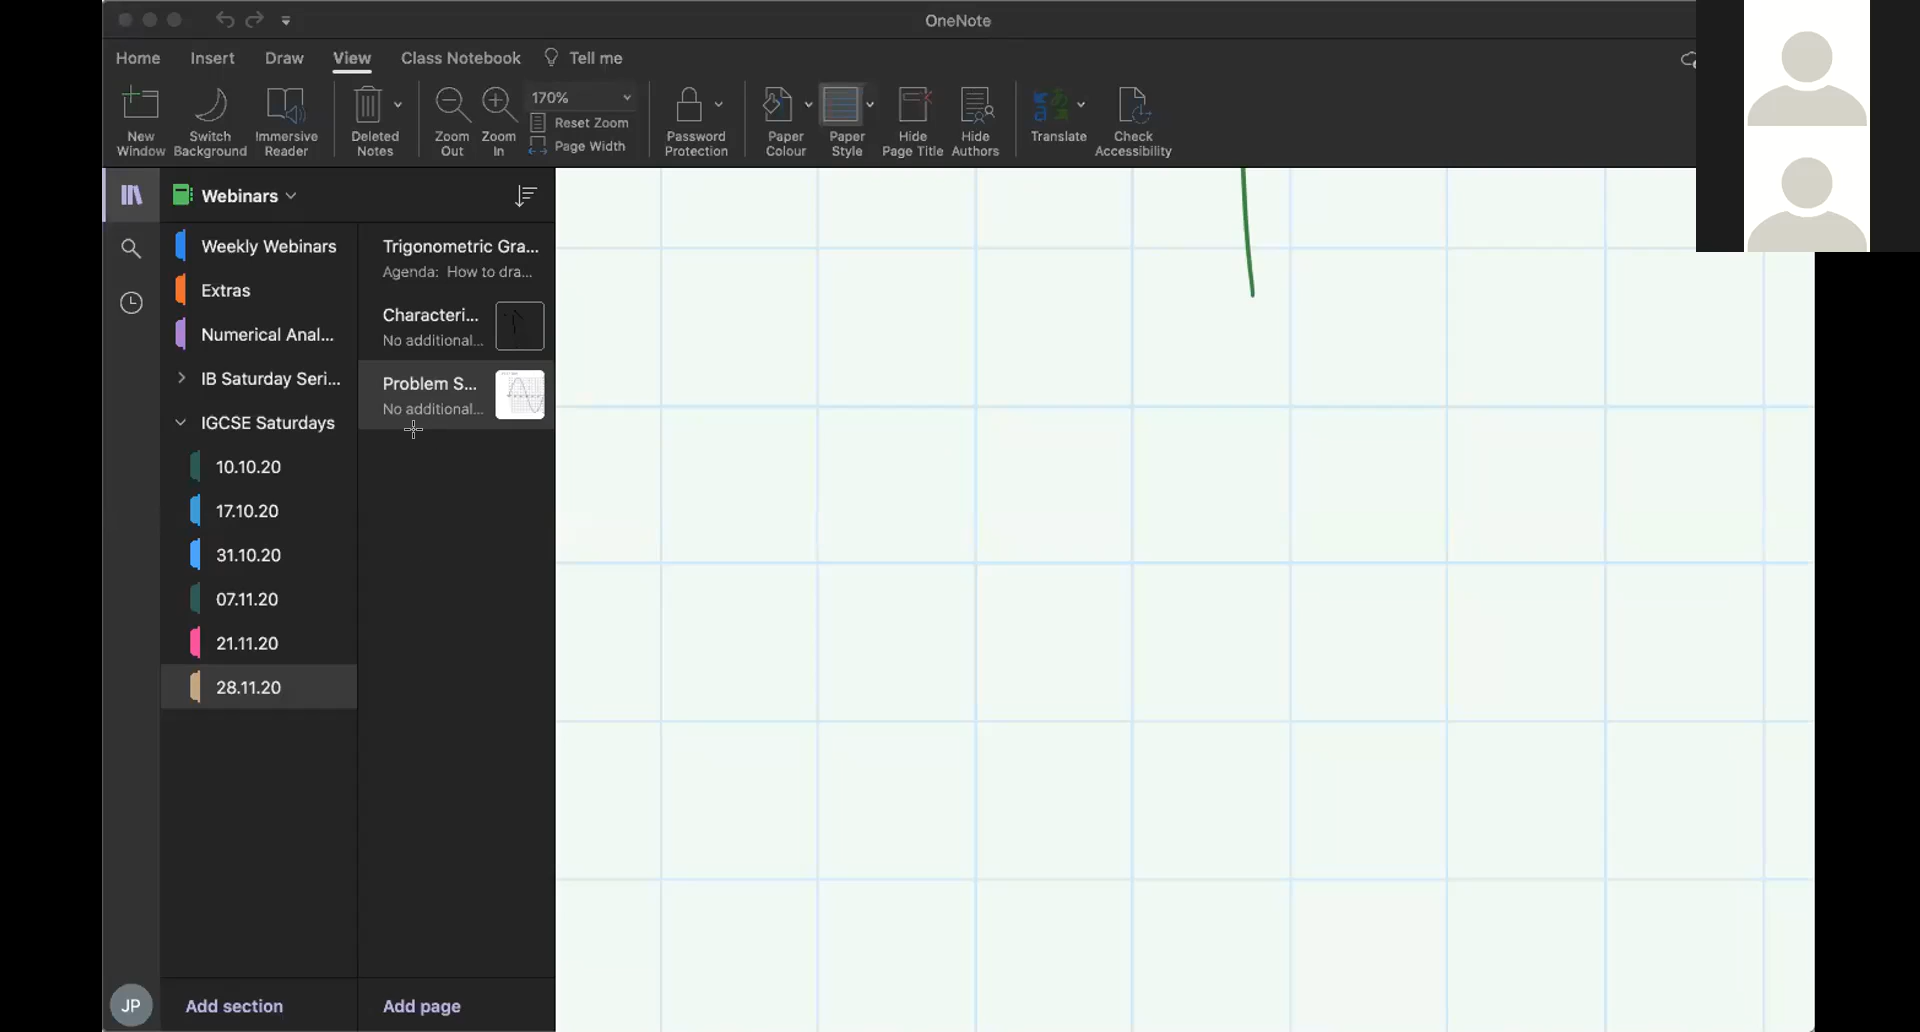 OneNote
Home Insert Draw View Class Notebook Tell me
170%
Reset Zoom
Page Width
New Window
Switch Background
Immersive Reader
Deleted Notes
Zoom Out
Zoom In
Password Protection
Paper Colour
Paper Style
Hide Page Title
Hide Authors
Translate
Check Accessibility
Webinars
Weekly Webinars
Extras
Numerical Anal...
IB Saturday Seri...
IGCSE Saturdays
10.10.20
17.10.20
31.10.20
07.11.20
21.11.20
28.11.20
Trigonometric Gra...
Agenda: How to dra...
Characteri...
No additional...
Problem S...
No additional...
JP
Add section
Add page